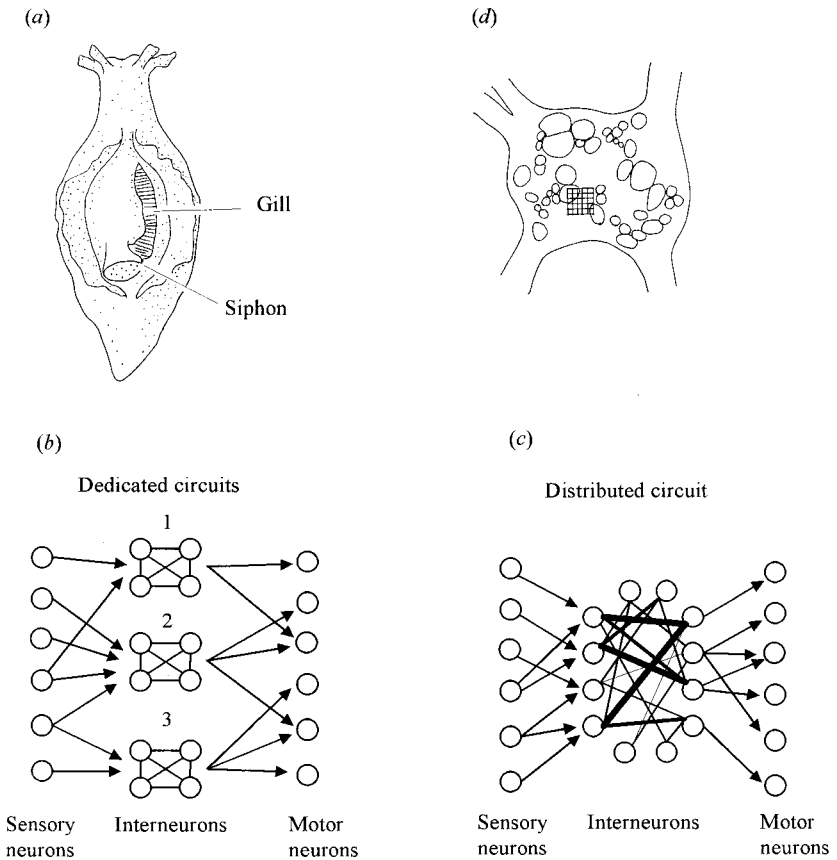 (a)
Gill
Siphon
(d)
(b)
Dedicated circuits
1
2
3
Sensory
neurons
Interneurons
Motor
neurons
(c)
Distributed circuit
Sensory
neurons
Interneurons
Motor
neurons